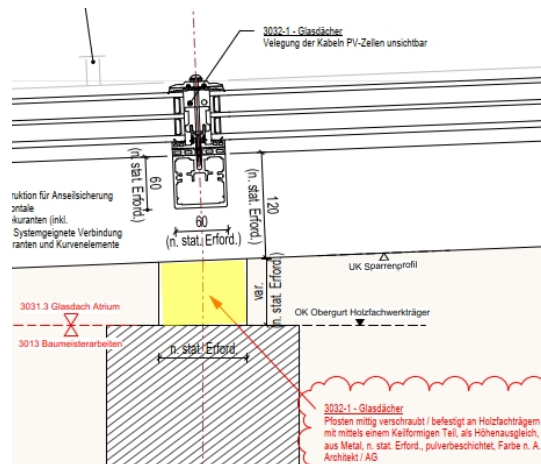 3032-1 - Glasdächer
Velegung der Kabeln PV-Zellen unsichtbar
60
(n. stat. Erford.)
120
(n. stat. Erford.)
ruktion für Anseilsicherung
ontale
ekuranten (inkl.
Systemgeeignete Verbindung
ranten und Kurvenelemente
60
(n. stat. Erford.)
UK Sparrenprofil
var.
(n. stat. Erford.)
3031.3 Glasdach Atrium
OK Obergurt Holzfachwerkträger
3013 Baumeisterarbeiten
n. stat. Erford.
3032-1 - Glasdächer
Pfosten mittig verschraubt / befestigt an Holzfachträgern
mit mittels einem Keilformigen Teil, als Höhenausgleich,
aus Metal, n. stat. Erford., pulverbeschichtet, Farbe n. A.
Architekt / AG